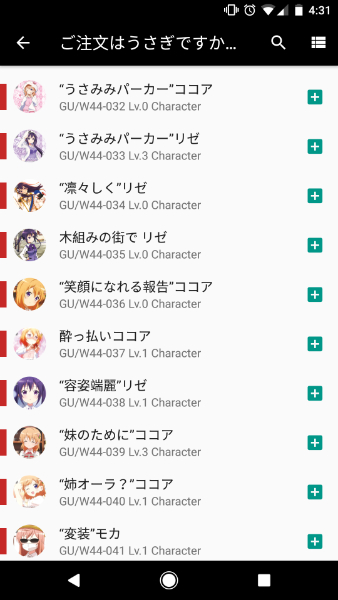 4:31
ご注文はうさぎですか...
“うさみみパーカー”ココア
GU/W44-032 Lv.0 Character
“うさみみパーカー”リゼ
GU/W44-033 Lv.3 Character
“凛々しく”リゼ
GU/W44-034 Lv.0 Character
木組みの街で リゼ
GU/W44-035 Lv.0 Character
“笑顔になれる報告”ココア
GU/W44-036 Lv.0 Character
酔っ払いココア
GU/W44-037 Lv.1 Character
“容姿端麗”リゼ
GU/W44-038 Lv.1 Character
“妹のために”ココア
GU/W44-039 Lv.3 Character
“姉オーラ？”ココア
GU/W44-040 Lv.1 Character
“変装”モカ
GU/W44-041 Lv.1 Character